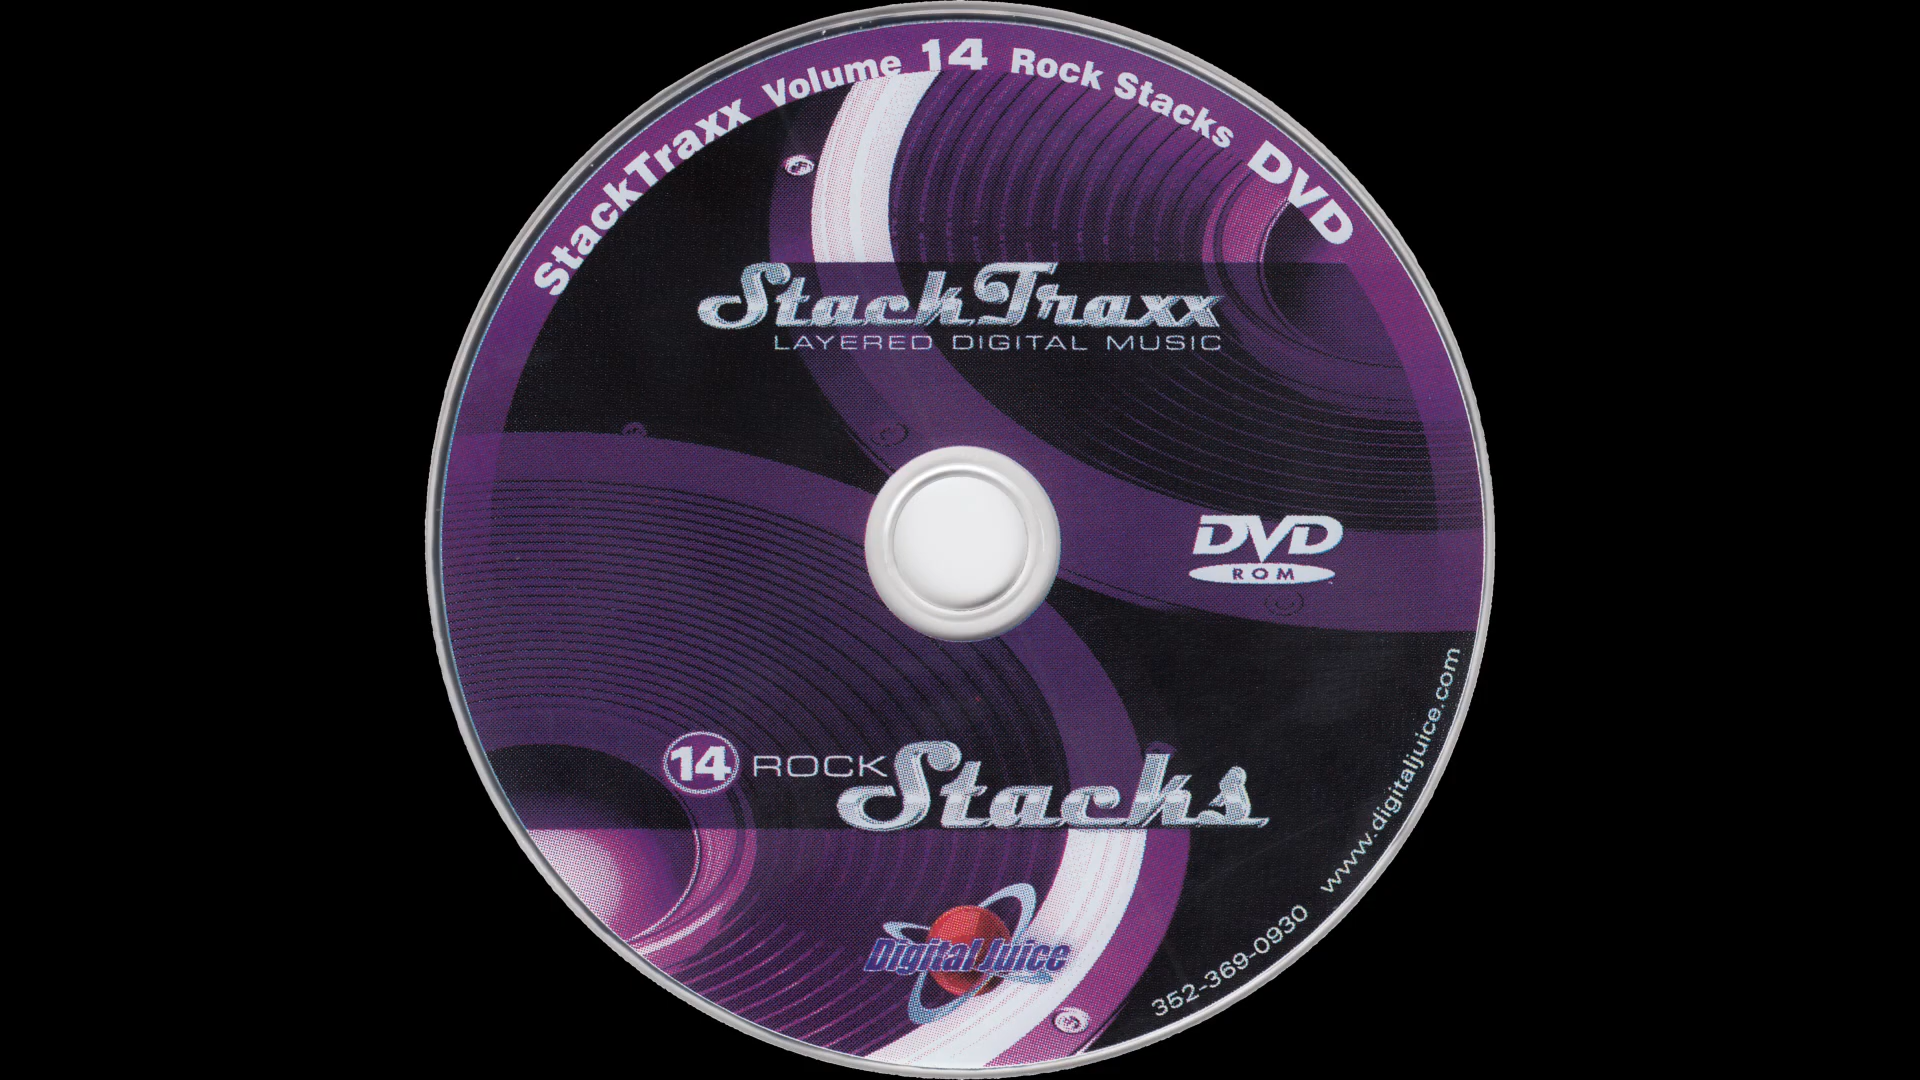 StackTraxx Volume 14 Rock Stacks DVD
StackTraxx
LAYERED DIGITAL MUSIC
DVD
ROM
14 ROCK Stacks
Digital Juice
www.digitaljuice.com
352-369-0930